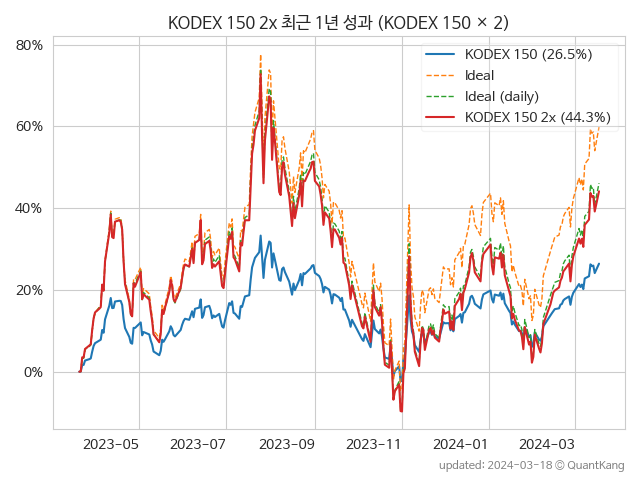 KODEX 150 2x 최근 1년 성과 (KODEX 150 × 2)
80%
60%
40%
20%
0%
KODEX 150 (26.5%)
Ideal
Ideal (daily)
KODEX 150 2x (44.3%)
2023-05
2023-07
2023-09
2023-11
2024-01
2024-03
updated: 2024-03-18 © QuantKang